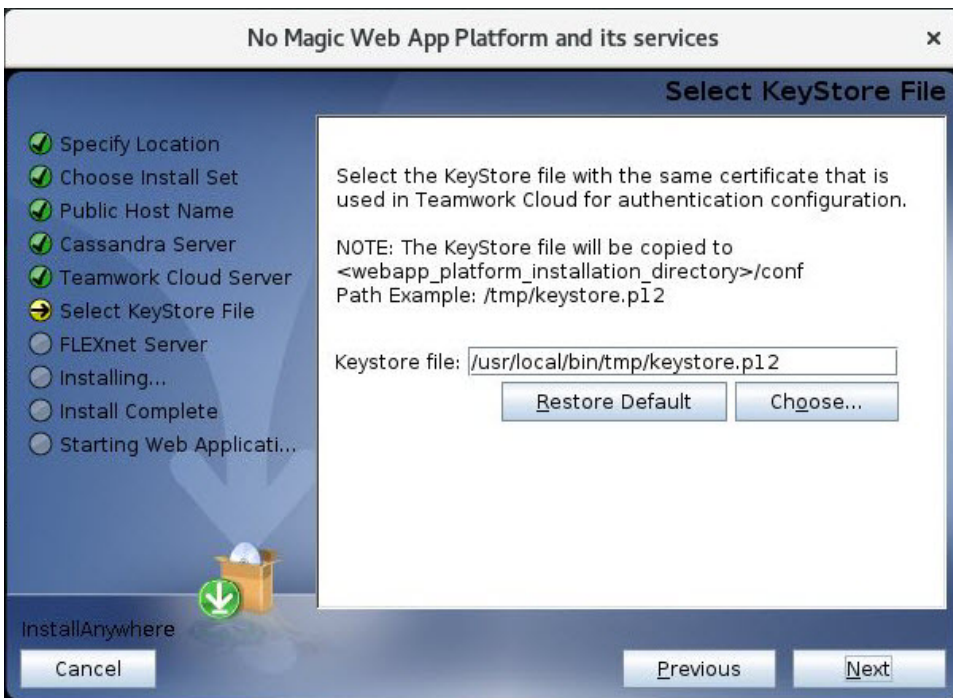 No Magic Web App Platform and its services
×
Select KeyStore File
Specify Location
Choose Install Set
Public Host Name
Cassandra Server
Teamwork Cloud Server
Select KeyStore File
FLEXnet Server
Installing...
Install Complete
Starting Web Applicati...
Select the KeyStore file with the same certificate that is
used in Teamwork Cloud for authentication configuration.
NOTE: The KeyStore file will be copied to
<webapp_platform_installation_directory>/conf
Path Example: /tmp/keystore.p12
Keystore file: /usr/local/bin/tmp/keystore.p12
Restore Default
Choose...
InstallAnywhere
Cancel
Previous
Next